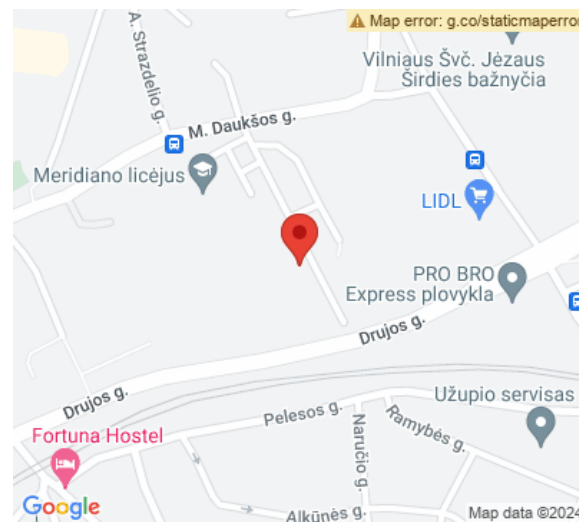 Map error: g.co/staticmaperror
Vilniaus Švč. Jėzaus
Širdies bažnyčia
A. Strazdelio g.
M. Daukšos g.
Meridiano licėjus
LIDL
PRO BRO
Express plovykla
Drujos g.
Drujos g.
Užupio servisas
Pelesos g.
Ramybės g.
Naručio g.
Fortuna Hostel
Alkūnės g.
Google
Map data ©2024